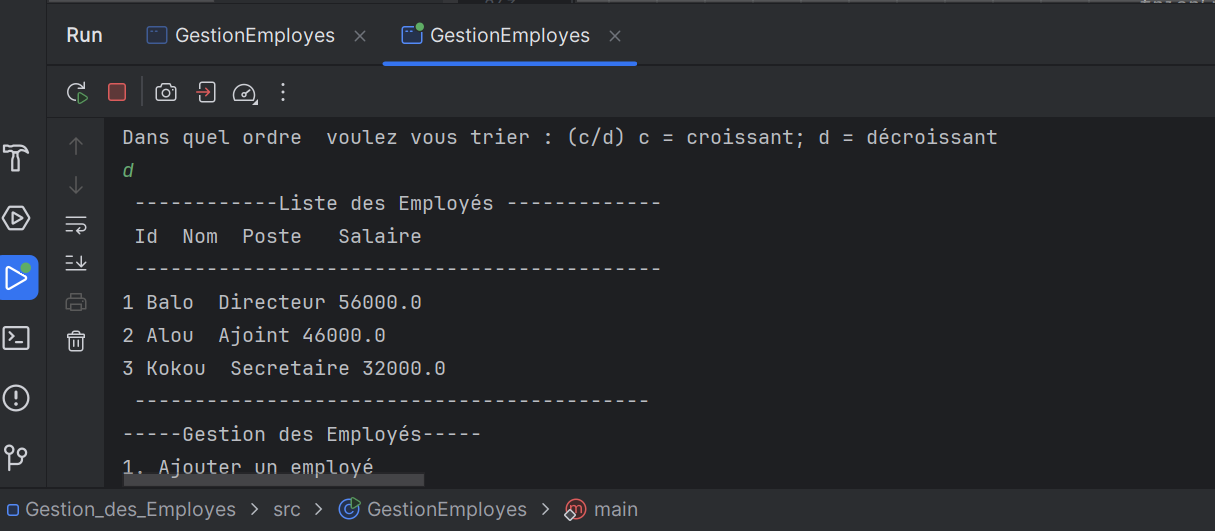 Run GestionEmployes × GestionEmployes ×
Dans quel ordre  voulez vous trier : (c/d) c = croissant; d = décroissant
d
------------Liste des Employés -------------
Id  Nom  Poste   Salaire
--------------------------------------------
1 Balo  Directeur 56000.0
2 Alou  Ajoint 46000.0
3 Kokou  Secretaire 32000.0
-------------------------------------------
-----Gestion des Employés-----
1. Ajouter un employé
Gestion_des_Employes > src > GestionEmployes > main